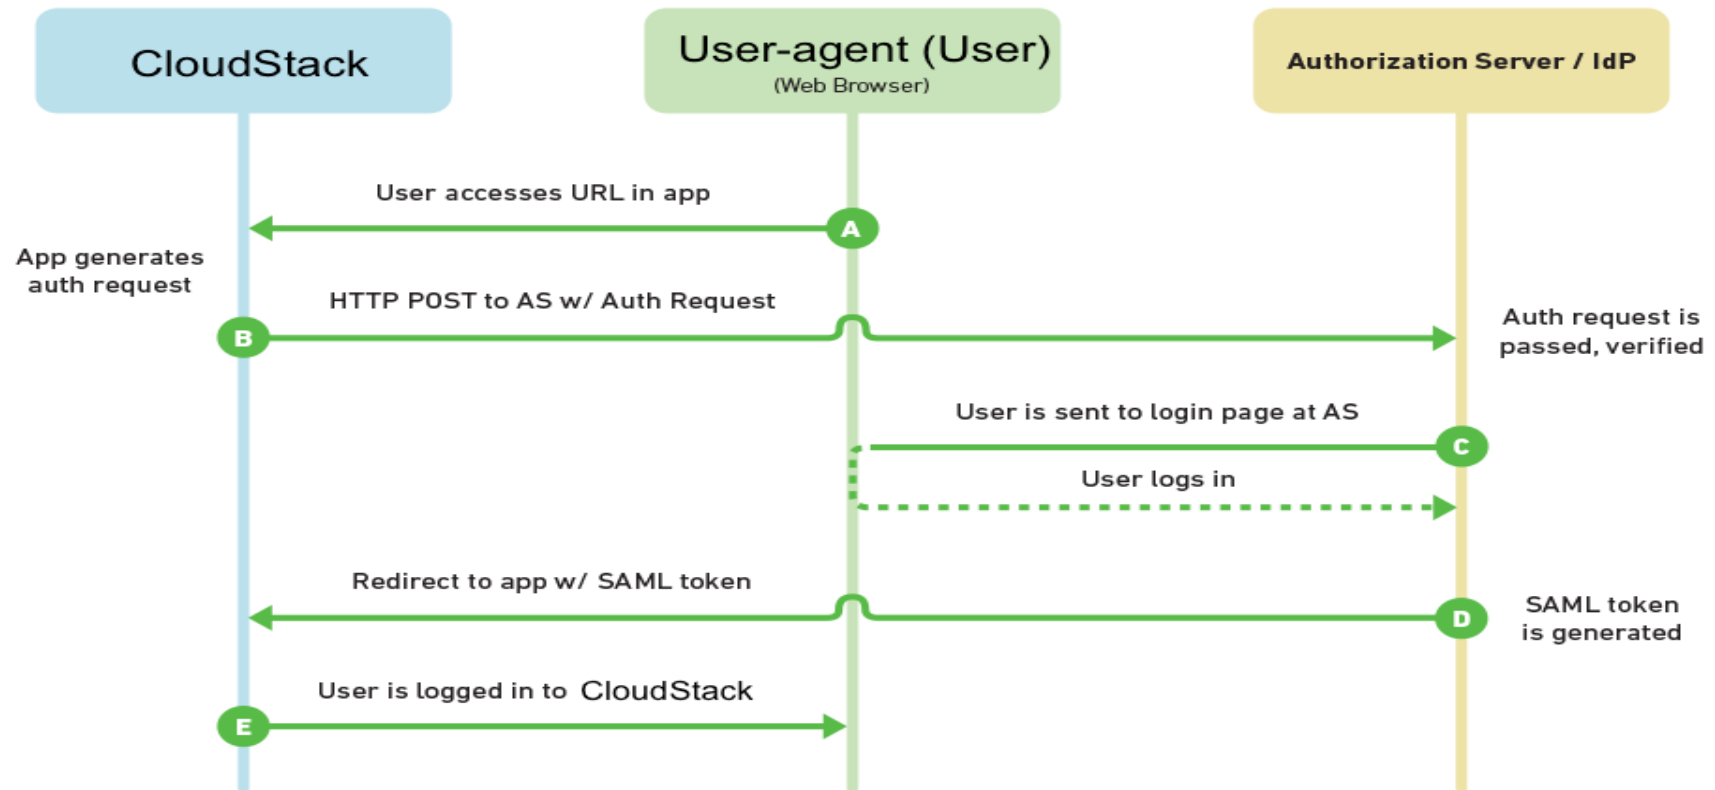 CloudStack
User-agent (User)
(Web Browser)
Authorization Server / IdP
User accesses URL in app
A
App generates
auth request
HTTP POST to AS w/ Auth Request
B
Auth request is
passed, verified
User is sent to login page at AS
C
User logs in
Redirect to app w/ SAML token
D
SAML token
is generated
User is logged in to CloudStack
E